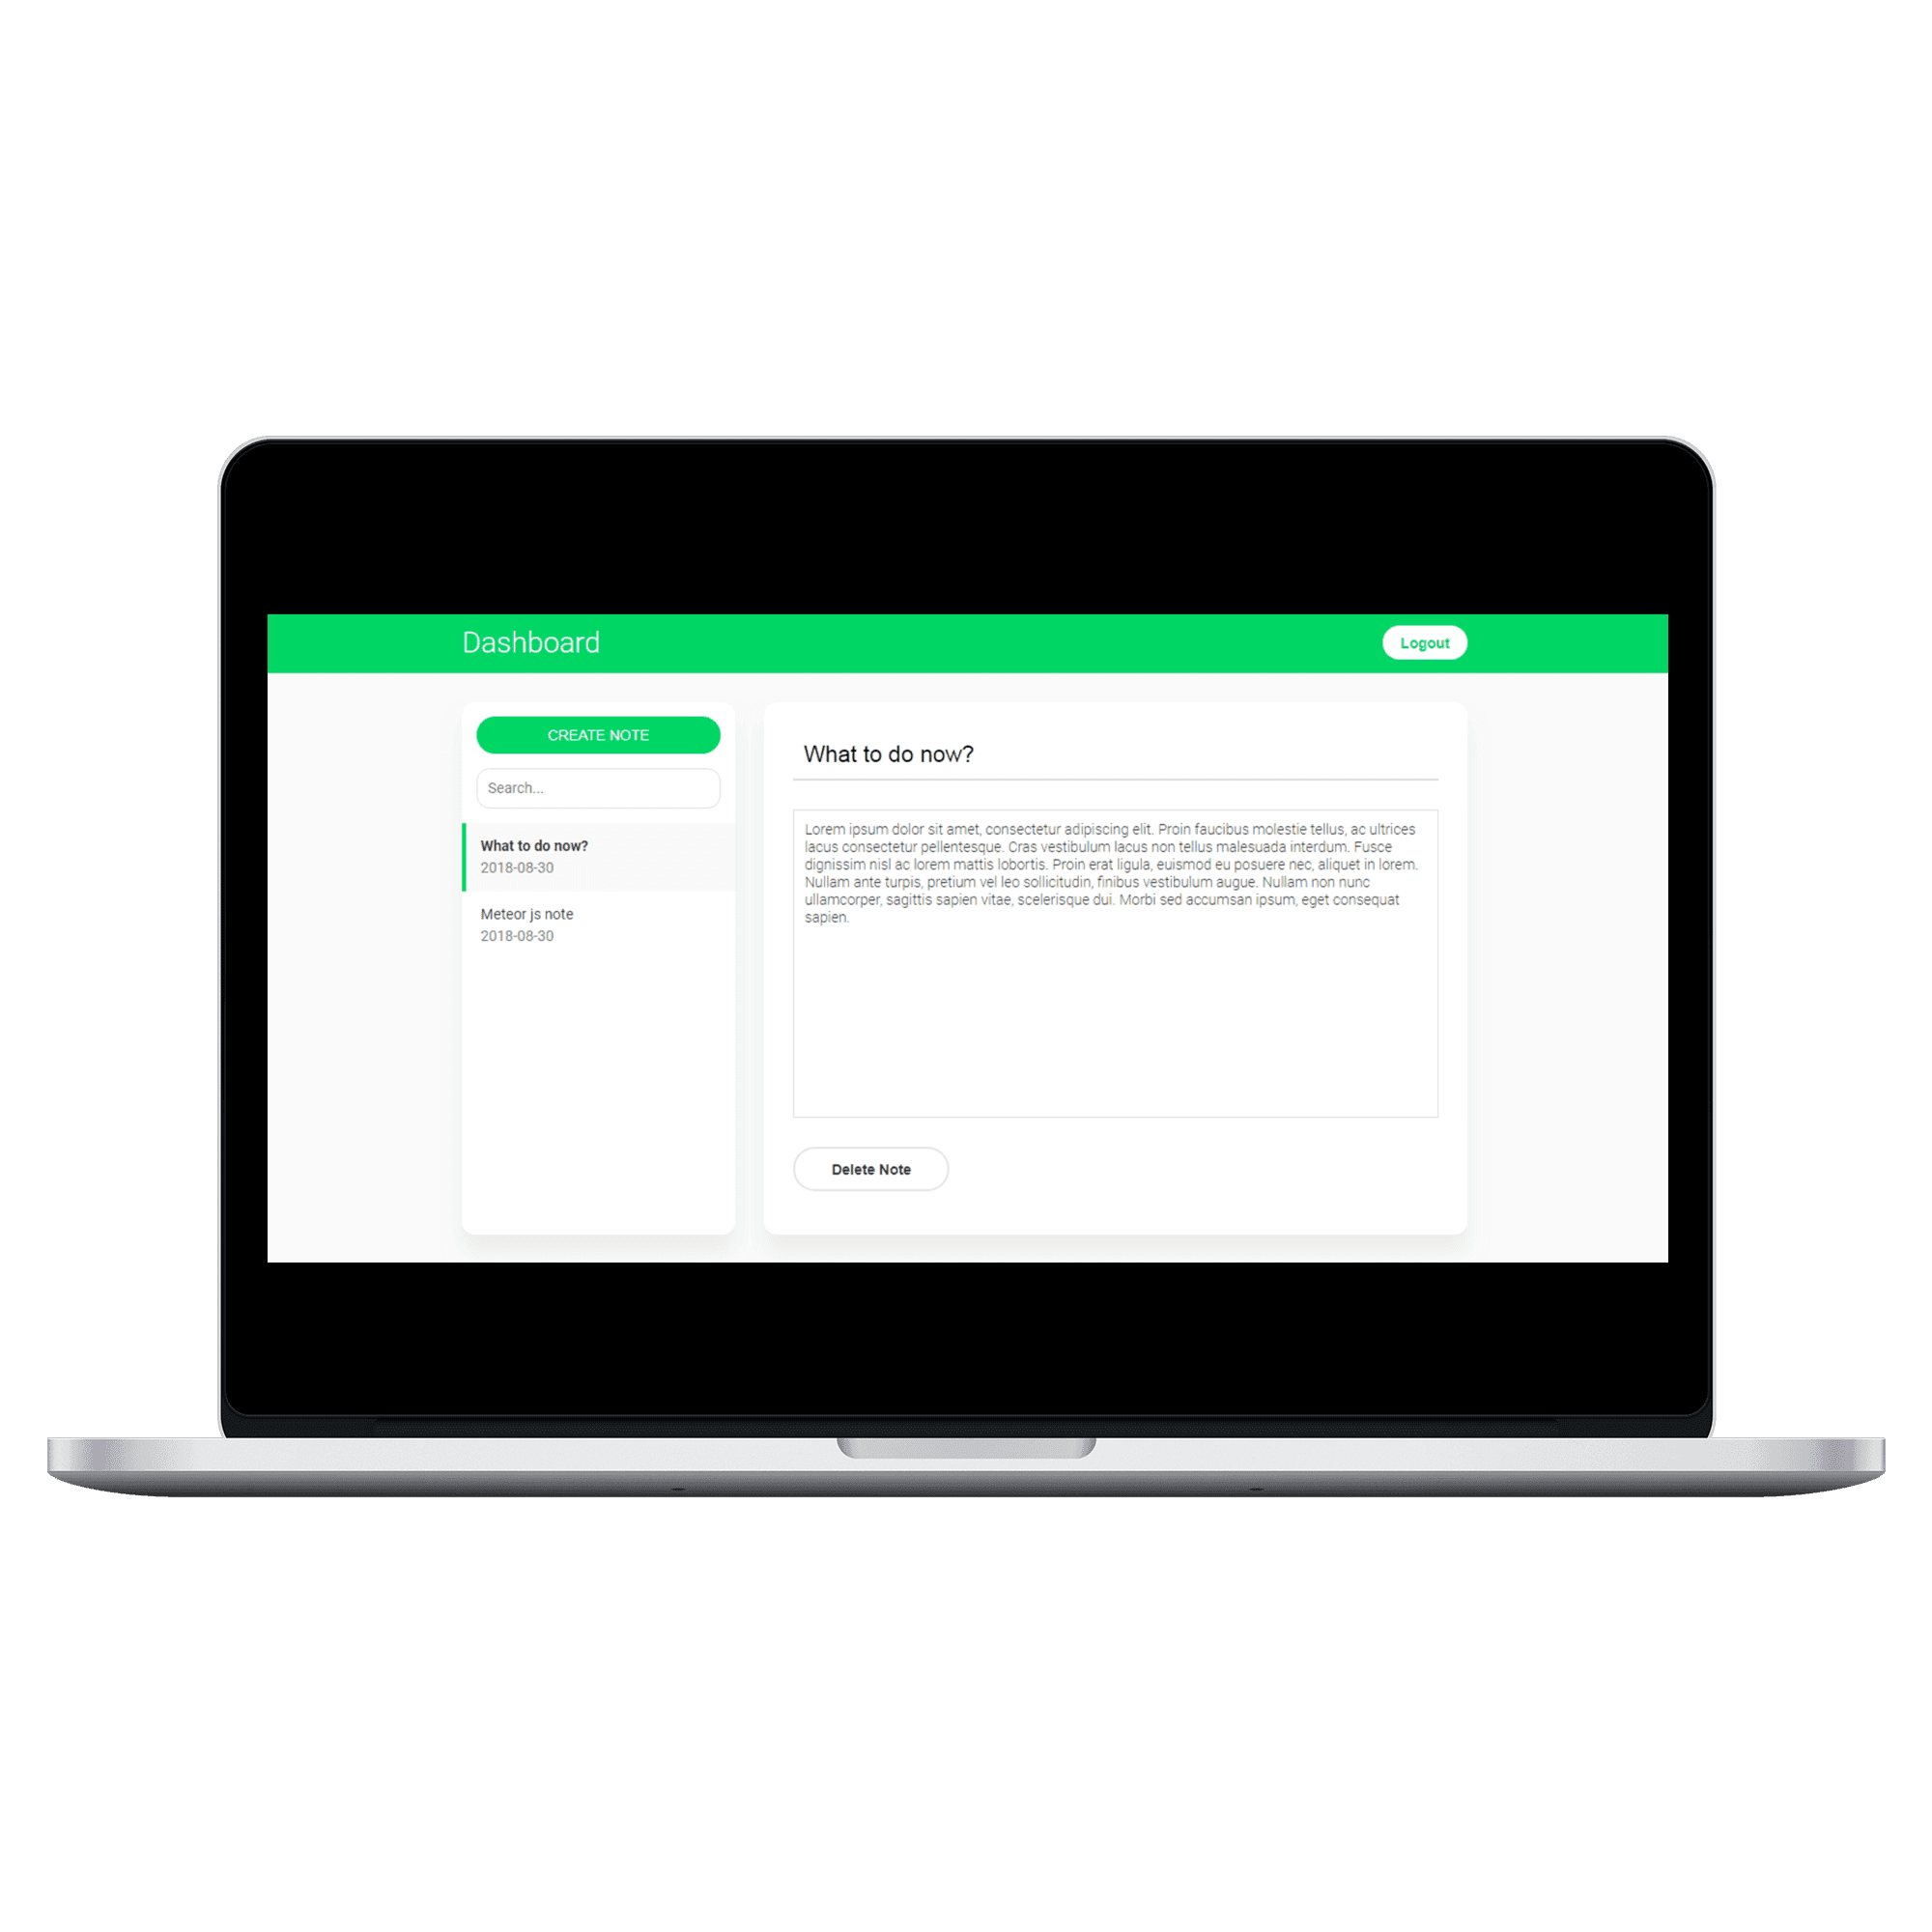 Dashboard
Logout
CREATE NOTE
Search...
What to do now?
2018-08-30
Meteor js note
2018-08-30
What to do now?
Lorem ipsum dolor sit amet, consectetur adipiscing elit. Proin faucibus molestie tellus, ac ultrices
lacus consectetur pellentesque. Cras vestibulum lacus non tellus malesuada interdum. Fusce
dignissim nisl ac lorem mattis lobortis. Proin erat ligula, euismod eu posuere nec, aliquet in lorem.
Nullam ante turpis, pretium vel leo sollicitudin, finibus vestibulum augue. Nullam non nunc
ullamcorper, sagittis sapien vitae, scelerisque dui. Morbi sed accumsan ipsum, eget consequat
sapien.
Delete Note